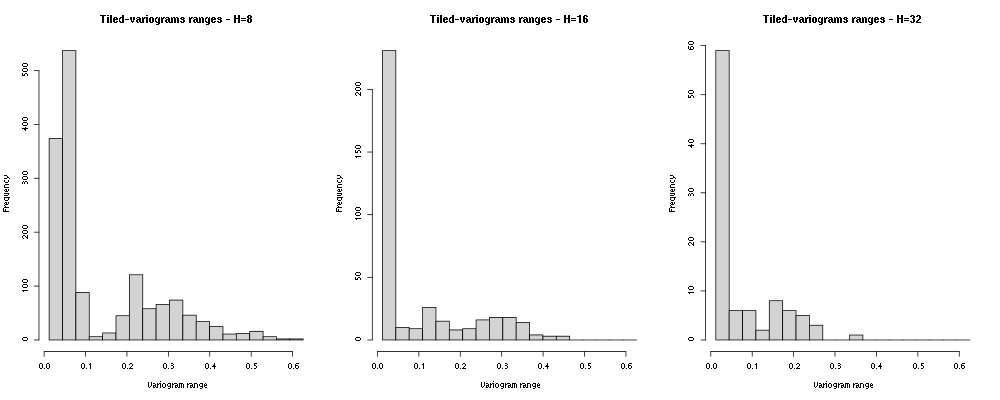 Tiled-variograms ranges - H=8
Frequency
0
100
200
300
400
500
0.0 0.1 0.2 0.3 0.4 0.5 0.6
Variogram range
Tiled-variograms ranges - H=16
Frequency
0
50
100
150
200
0.0 0.1 0.2 0.3 0.4 0.5 0.6
Variogram range
Tiled-variograms ranges - H=32
Frequency
0
10
20
30
40
50
60
0.0 0.1 0.2 0.3 0.4 0.5 0.6
Variogram range